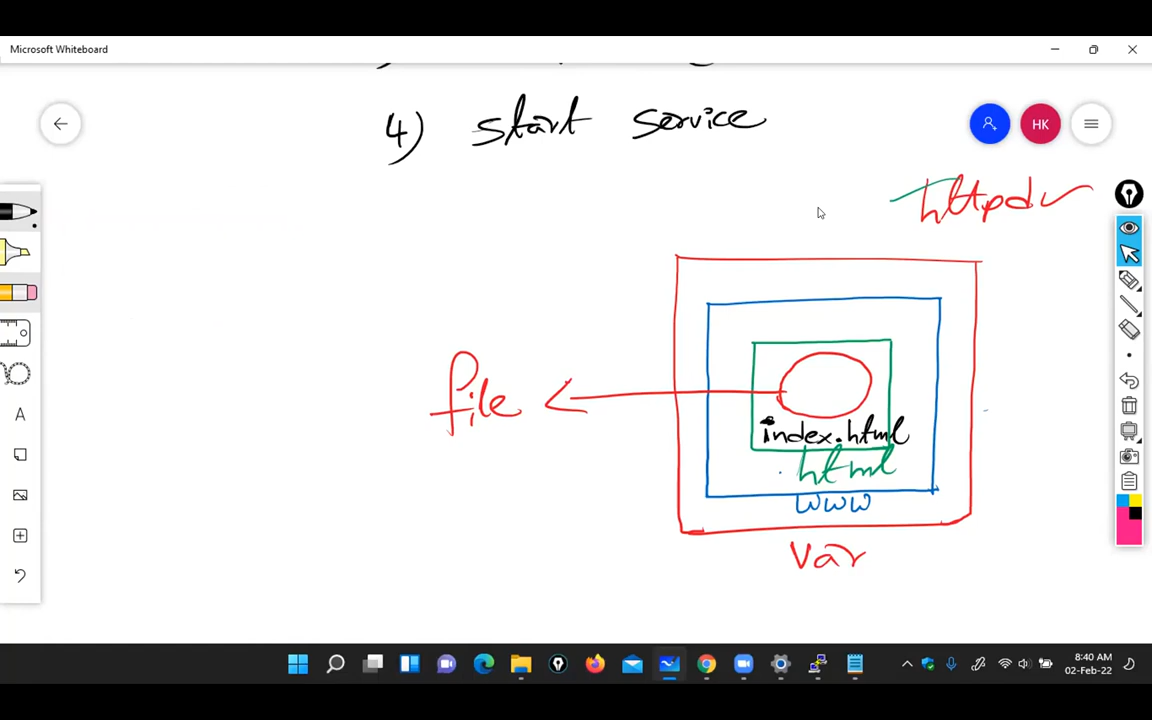 Microsoft Whiteboard
4) start service
HK
httpd
file
index.html
html
www
var
A
8:40 AM
02-Feb-22